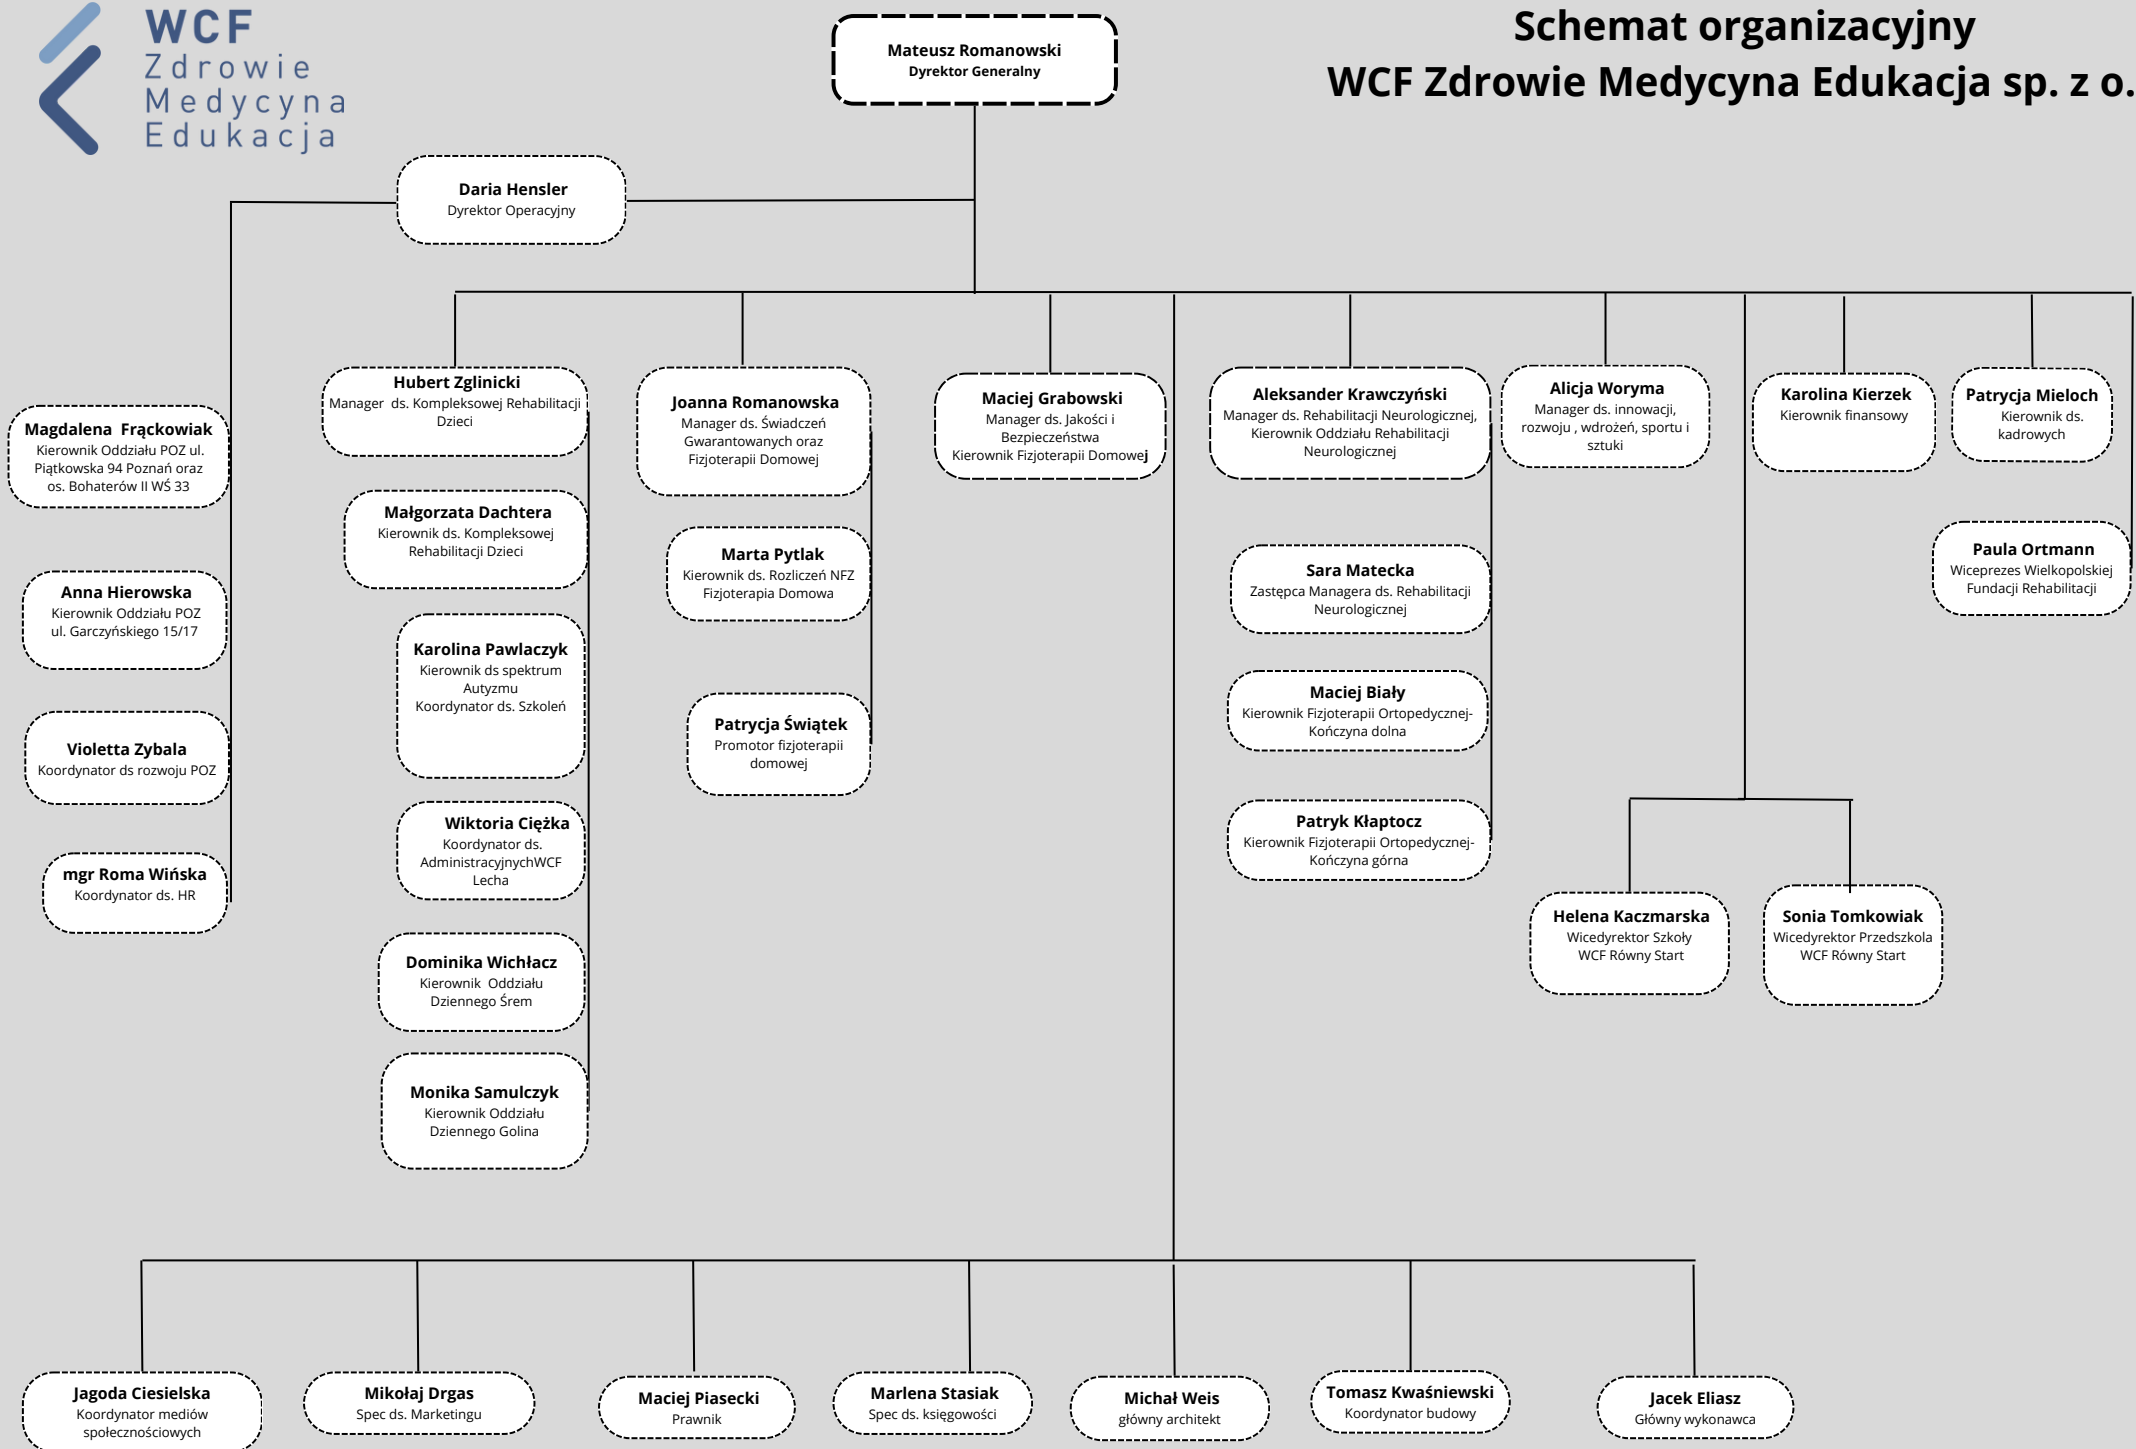 WCF
Zdrowie
Medycyna
Edukacja
Schemat organizacyjny
WCF Zdrowie Medycyna Edukacja sp. z o.
Mateusz Romanowski
Dyrektor Generalny
Daria Hensler
Dyrektor Operacyjny
Magdalena Frąckowiak
Kierownik Oddziału POZ ul.
Piątkowska 94 Poznań oraz
os. Bohaterów II WŚ 33
Anna Hierowska
Kierownik Oddziału POZ
ul. Garczyńskiego 15/17
Violetta Zybala
Koordynator ds rozwoju POZ
mgr Roma Wińska
Koordynator ds. HR
Hubert Zglinicki
Manager ds. Kompleksowej Rehabilitacji
Dzieci
Małgorzata Dachtera
Kierownik ds. Kompleksowej
Rehabilitacji Dzieci
Karolina Pawlaczyk
Kierownik ds spektrum
Autyzmu
Koordynator ds. Szkoleń
Wiktoria Ciężka
Koordynator ds.
AdministracyjnychWCF
Lecha
Dominika Wichłacz
Kierownik Oddziału
Dziennego Śrem
Monika Samulczyk
Kierownik Oddziału
Dziennego Golina
Joanna Romanowska
Manager ds. Świadczeń
Gwarantowanych oraz
Fizjoterapii Domowej
Marta Pytlak
Kierownik ds. Rozliczeń NFZ
Fizjoterapia Domowa
Patrycja Świątek
Promotor fizjoterapii
domowej
Maciej Grabowski
Manager ds. Jakości i
Bezpieczeństwa
Kierownik Fizjoterapii Domowej
Aleksander Krawczyński
Manager ds. Rehabilitacji Neurologicznej,
Kierownik Oddziału Rehabilitacji
Neurologicznej
Sara Matecka
Zastępca Managera ds. Rehabilitacji
Neurologicznej
Maciej Biały
Kierownik Fizjoterapii Ortopedycznej-
Kończyna dolna
Patryk Kłaptocz
Kierownik Fizjoterapii Ortopedycznej-
Kończyna górna
Alicja Woryma
Manager ds. innowacji,
rozwoju , wdrożeń, sportu i
sztuki
Helena Kaczmarska
Wicedyrektor Szkoły
WCF Równy Start
Sonia Tomkowiak
Wicedyrektor Przedszkola
WCF Równy Start
Karolina Kierzek
Kierownik finansowy
Patrycja Mieloch
Kierownik ds.
kadrowych
Paula Ortmann
Wiceprezes Wielkopolskiej
Fundacji Rehabilitacji
Jagoda Ciesielska
Koordynator mediów
społecznościowych
Mikołaj Drgas
Spec ds. Marketingu
Maciej Piasecki
Prawnik
Marlena Stasiak
Spec ds. księgowości
Michał Weis
główny architekt
Tomasz Kwaśniewski
Koordynator budowy
Jacek Eliasz
Główny wykonawca